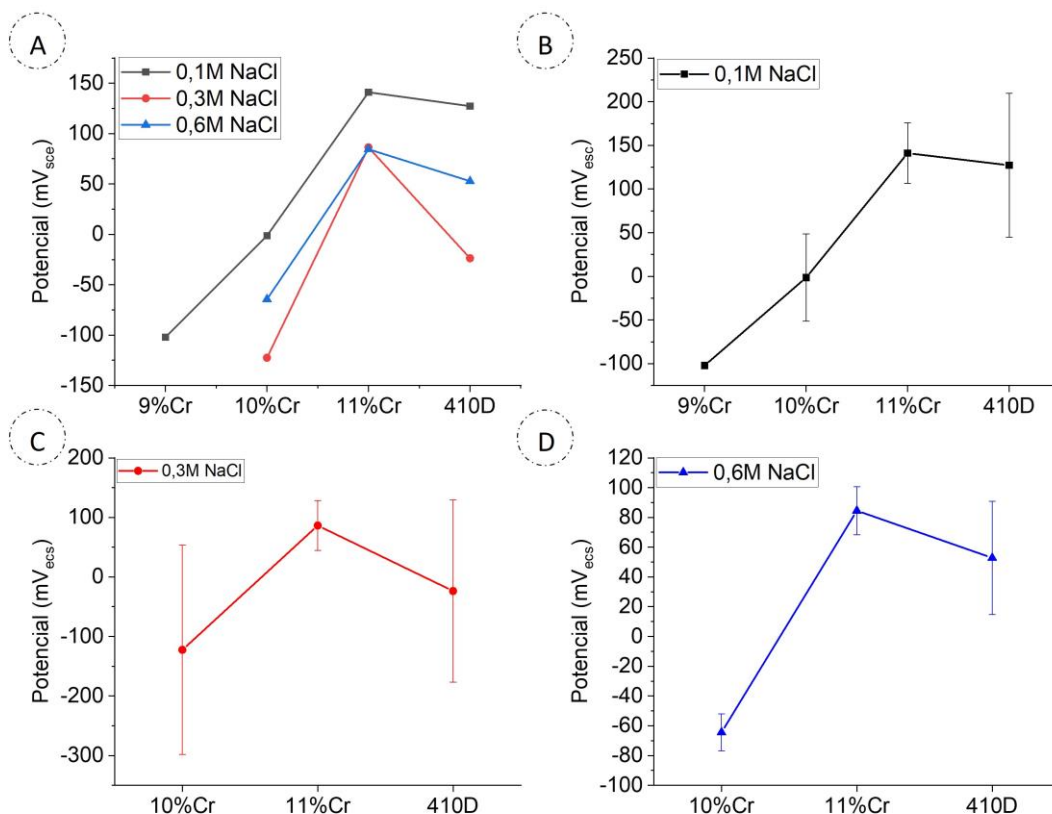 A
0,1M NaCl
0,3M NaCl
0,6M NaCl
Potencial (mVsce)
150
100
50
0
-50
-100
-150
9%Cr 10%Cr 11%Cr 410D
B
0,1M NaCl
Potencial (mVesc)
250
200
150
100
50
0
-50
-100
9%Cr 10%Cr 11%Cr 410D
C
0,3M NaCl
Potencial (mVecs)
200
100
0
-100
-200
-300
10%Cr 11%Cr 410D
D
0,6M NaCl
Potencial (mVecs)
120
100
80
60
40
20
0
-20
-40
-60
-80
-100
10%Cr 11%Cr 410D